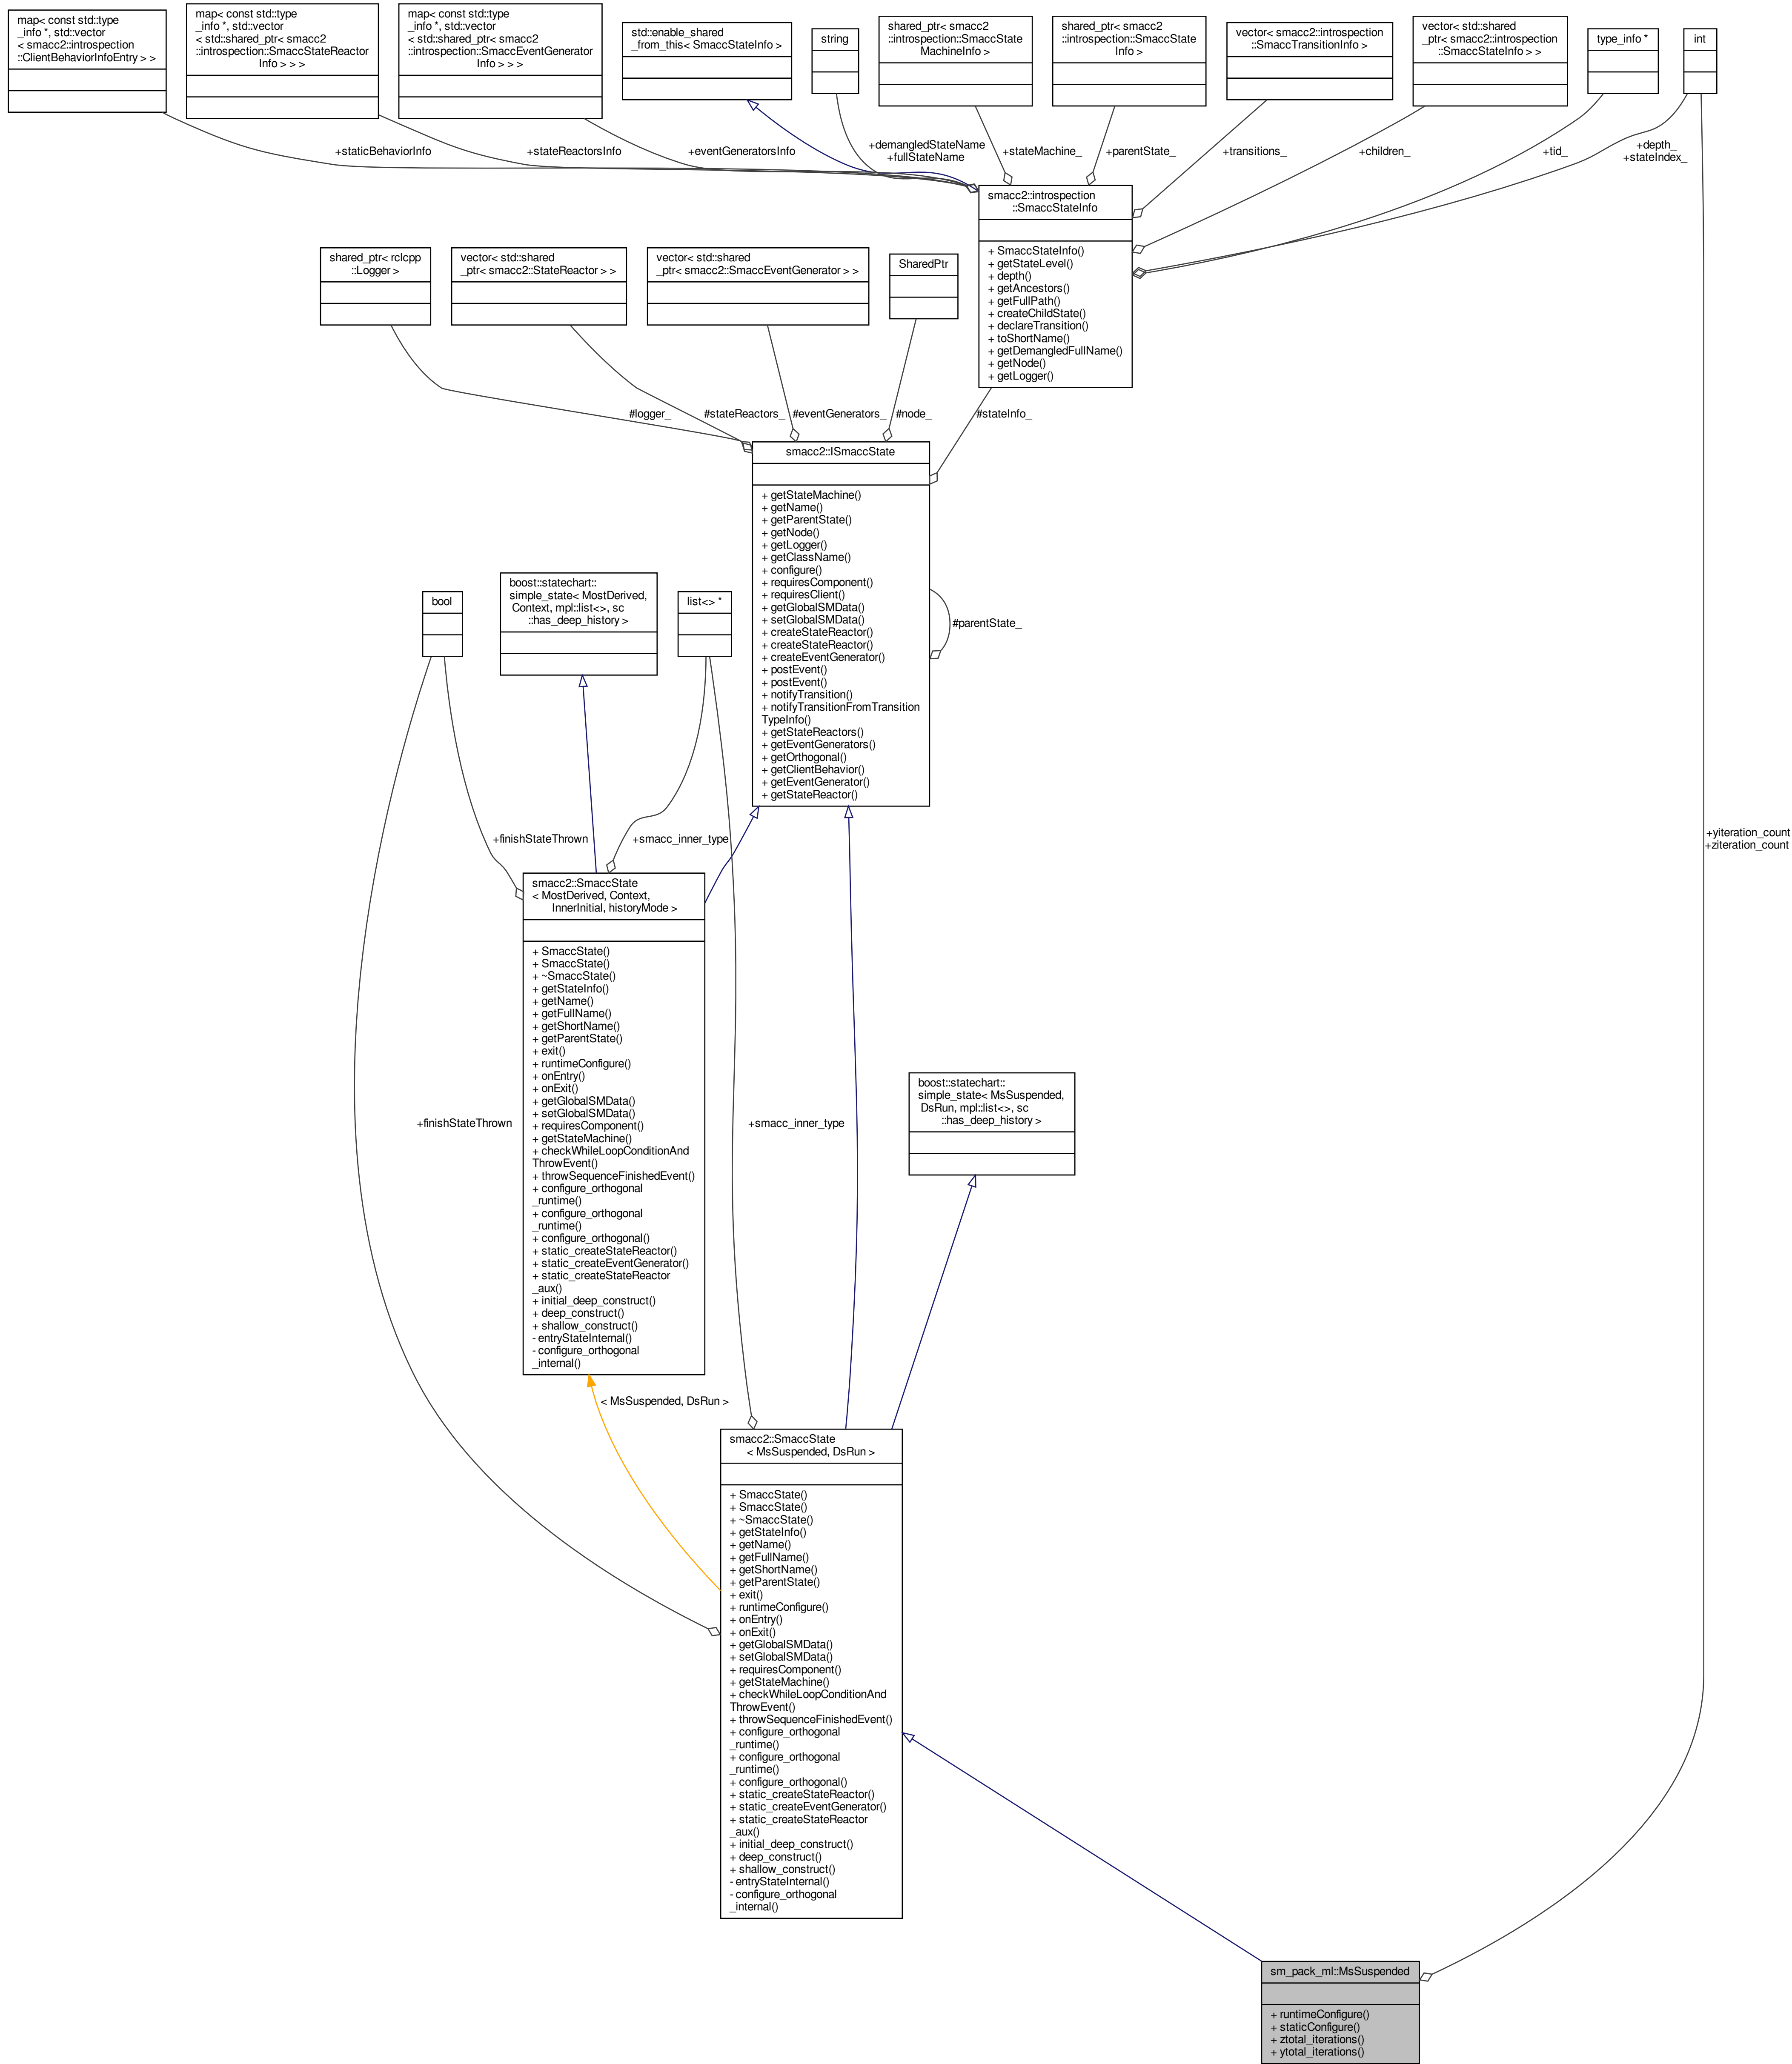 map< const std::type
_info *, std::vector
< smacc2::introspection
::ClientBehaviorInfoEntry > >
map< const std::type
_info *, std::vector
< std::shared_ptr< smacc2
::introspection::SmaccStateReactor
Info > > >
map< const std::type
_info *, std::vector
< std::shared_ptr< smacc2
::introspection::SmaccEventGenerator
Info > > >
std::enable_shared
_from_this< SmaccStateInfo >
string
shared_ptr< smacc2
::introspection::SmaccState
MachineInfo >
shared_ptr< smacc2
::introspection::SmaccState
Info >
vector< smacc2::introspection
::SmaccTransitionInfo >
vector< std::shared
_ptr< smacc2::introspection
::SmaccStateInfo > >
type_info *
int
+staticBehaviorInfo
+stateReactorsInfo
+eventGeneratorsInfo
+demangledStateName
+fullStateName
+stateMachine_
+parentState_
+transitions_
+children_
+tid_
+depth_
+stateIndex_
smacc2::introspection
::SmaccStateInfo
+ SmaccStateInfo()
+ getStateLevel()
+ depth()
+ getAncestors()
+ getFullPath()
+ createChildState()
+ declareTransition()
+ toShortName()
+ getDemangledFullName()
+ getNode()
+ getLogger()
shared_ptr< rclcpp
::Logger >
vector< std::shared
_ptr< smacc2::StateReactor > >
vector< std::shared
_ptr< smacc2::SmaccEventGenerator > >
SharedPtr
#logger_
#stateReactors_
#eventGenerators_
#node_
#stateInfo_
smacc2::ISmaccState
+ getStateMachine()
+ getName()
+ getParentState()
+ getNode()
+ getLogger()
+ getClassName()
+ configure()
+ requiresComponent()
+ requiresClient()
+ getGlobalSMData()
+ setGlobalSMData()
+ createStateReactor()
+ createStateReactor()
+ createEventGenerator()
+ postEvent()
+ postEvent()
+ notifyTransition()
+ notifyTransitionFromTransition
TypeInfo()
+ getStateReactors()
+ getEventGenerators()
+ getOrthogonal()
+ getClientBehavior()
+ getEventGenerator()
+ getStateReactor()
#parentState_
bool
boost::statechart::
simple_state< MostDerived,
Context, mpl::list<>, sc
::has_deep_history >
list<> *
+finishStateThrown
+smacc_inner_type
+yiteration_count
+ziteration_count
smacc2::SmaccState
< MostDerived, Context,
InnerInitial, historyMode >
+ SmaccState()
+ SmaccState()
+ ~SmaccState()
+ getStateInfo()
+ getName()
+ getFullName()
+ getShortName()
+ getParentState()
+ exit()
+ runtimeConfigure()
+ onEntry()
+ onExit()
+ getGlobalSMData()
+ setGlobalSMData()
+ requiresComponent()
+ getStateMachine()
+ checkWhileLoopConditionAnd
ThrowEvent()
+ throwSequenceFinishedEvent()
+ configure_orthogonal
_runtime()
+ configure_orthogonal
_runtime()
+ configure_orthogonal()
+ static_createStateReactor()
+ static_createEventGenerator()
+ static_createStateReactor
_aux()
+ initial_deep_construct()
+ deep_construct()
+ shallow_construct()
- entryStateInternal()
- configure_orthogonal
_internal()
boost::statechart::
simple_state< MsSuspended,
DsRun, mpl::list<>, sc
::has_deep_history >
+finishStateThrown
+smacc_inner_type
< MsSuspended, DsRun >
smacc2::SmaccState
< MsSuspended, DsRun >
+ SmaccState()
+ SmaccState()
+ ~SmaccState()
+ getStateInfo()
+ getName()
+ getFullName()
+ getShortName()
+ getParentState()
+ exit()
+ runtimeConfigure()
+ onEntry()
+ onExit()
+ getGlobalSMData()
+ setGlobalSMData()
+ requiresComponent()
+ getStateMachine()
+ checkWhileLoopConditionAnd
ThrowEvent()
+ throwSequenceFinishedEvent()
+ configure_orthogonal
_runtime()
+ configure_orthogonal
_runtime()
+ configure_orthogonal()
+ static_createStateReactor()
+ static_createEventGenerator()
+ static_createStateReactor
_aux()
+ initial_deep_construct()
+ deep_construct()
+ shallow_construct()
- entryStateInternal()
- configure_orthogonal
_internal()
sm_pack_ml::MsSuspended
+ runtimeConfigure()
+ staticConfigure()
+ ztotal_iterations()
+ ytotal_iterations()